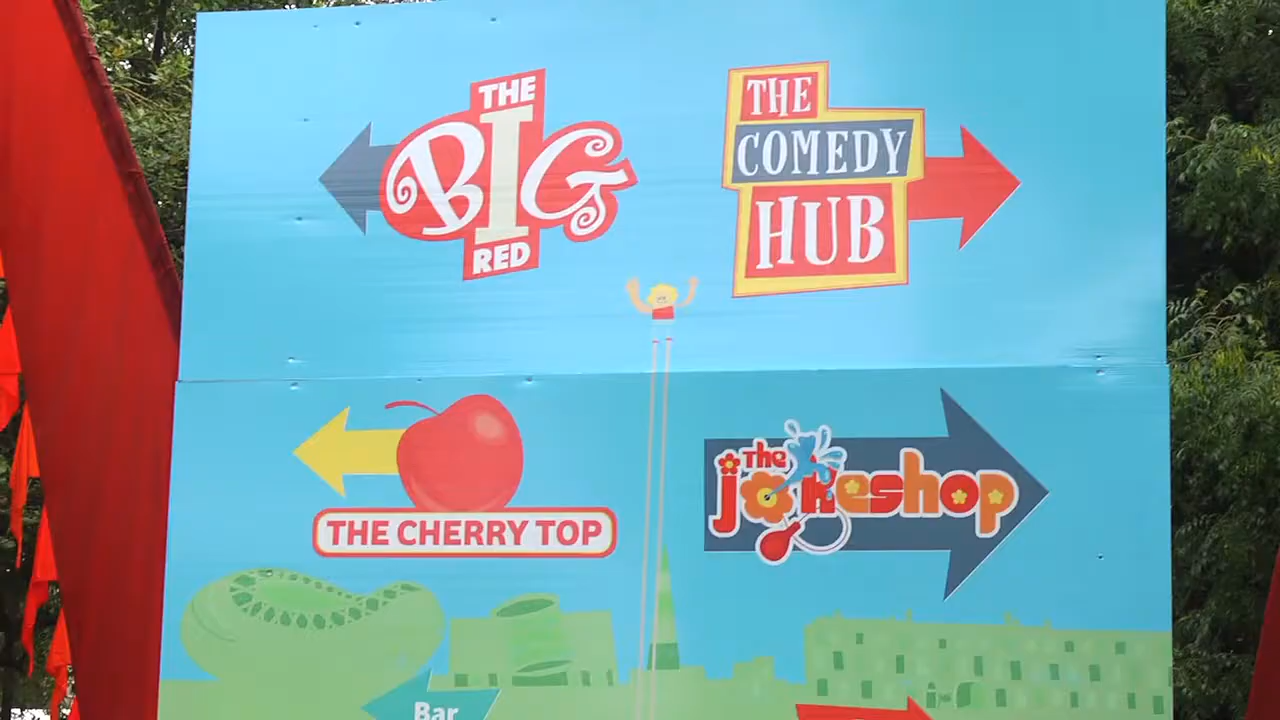 THE
BIG
RED
THE
COMEDY
HUB
THE CHERRY TOP
the
jokeshop
Bar